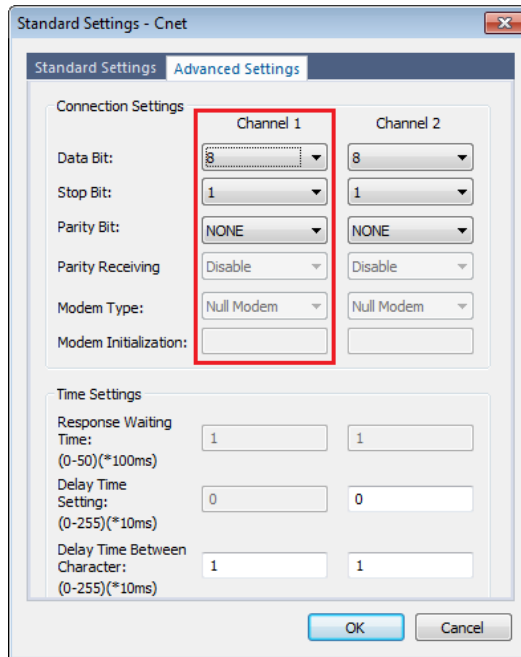 Standard Settings - Cnet
Standard Settings Advanced Settings
Connection Settings
Channel 1 Channel 2
Data Bit: 8 8
Stop Bit: 1 1
Parity Bit: NONE NONE
Parity Receiving Disable Disable
Modem Type: Null Modem Null Modem
Modem Initialization:
Time Settings
Response Waiting
Time: 1 1
(0-50)(*100ms)
Delay Time
Setting: 0 0
(0-255)(*10ms)
Delay Time Between
Character: 1 1
(0-255)(*10ms)
OK Cancel